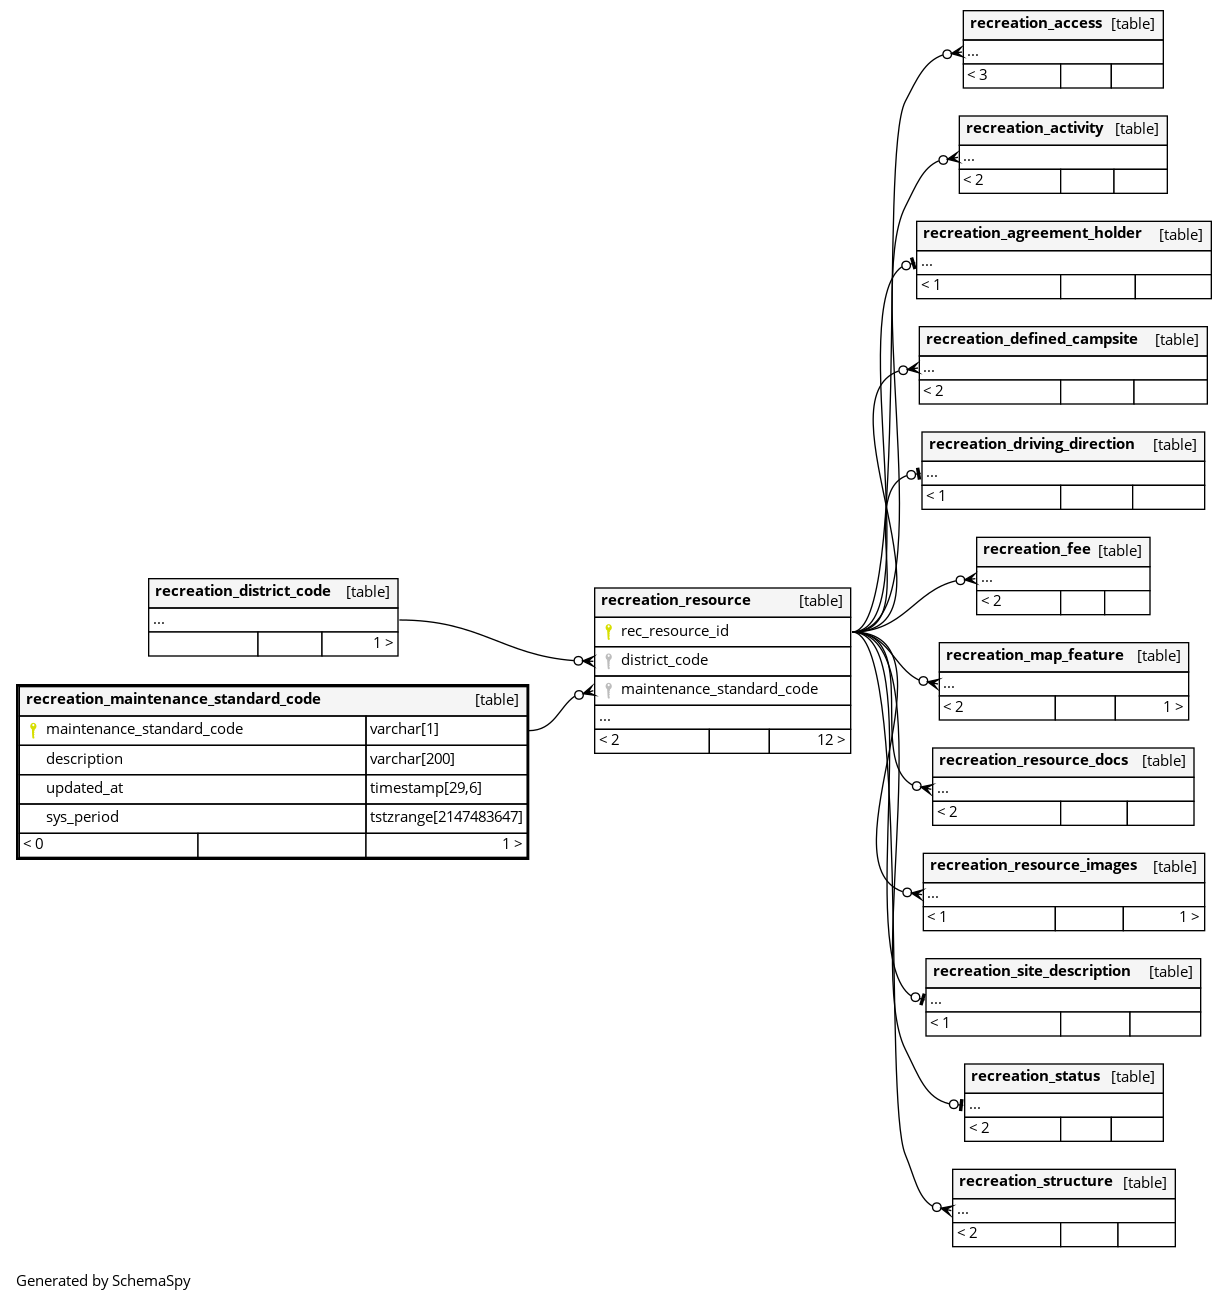 recreation_access [table]
...
< 3
recreation_activity [table]
...
< 2
recreation_agreement_holder [table]
...
< 1
recreation_defined_campsite [table]
...
< 2
recreation_driving_direction [table]
...
< 1
recreation_fee [table]
...
< 2
recreation_district_code [table]
...
1 >
recreation_resource [table]
rec_resource_id
district_code
maintenance_standard_code
...
< 2 12 >
recreation_maintenance_standard_code [table]
maintenance_standard_code varchar[1]
description varchar[200]
updated_at timestamp[29,6]
sys_period tstzrange[2147483647]
< 0 1 >
recreation_map_feature [table]
...
< 2 1 >
recreation_resource_docs [table]
...
< 2
recreation_resource_images [table]
...
< 1 1 >
recreation_site_description [table]
...
< 1
recreation_status [table]
...
< 2
recreation_structure [table]
...
< 2
Generated by SchemaSpy